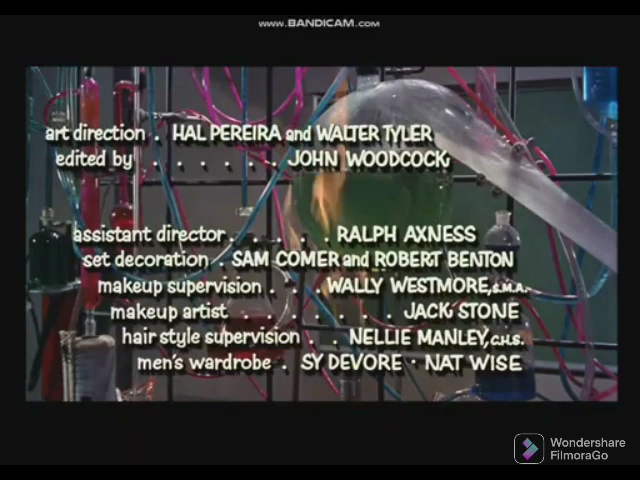 www.BANDICAM.com
art direction . HAL PEREIRA and WALTER TYLER
edited by . . . . . . JOHN WOODCOCK
assistant director . . . . . RALPH AXNESS
set decoration . SAM COMER and ROBERT BENTON
makeup supervision . . . WALLY WESTMORE, S.M.A.
makeup artist . . . . . . . JACK STONE
hair style supervision . . NELLIE MANLEY, C.H.S.
men's wardrobe . SY DEVORE · NAT WISE
Wondershare
FilmoraGo